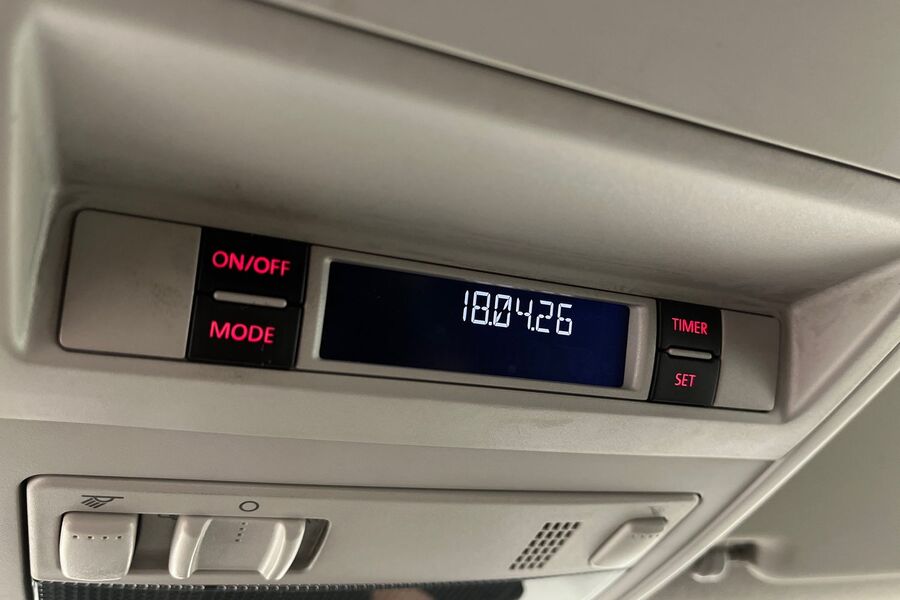 ON/OFF
MODE
18.04.26
TIMER
SET